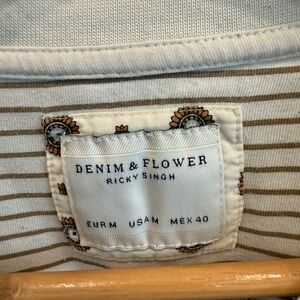 DENIM & FLOWER
RICKY SINGH
EUR M USA M MEX 40